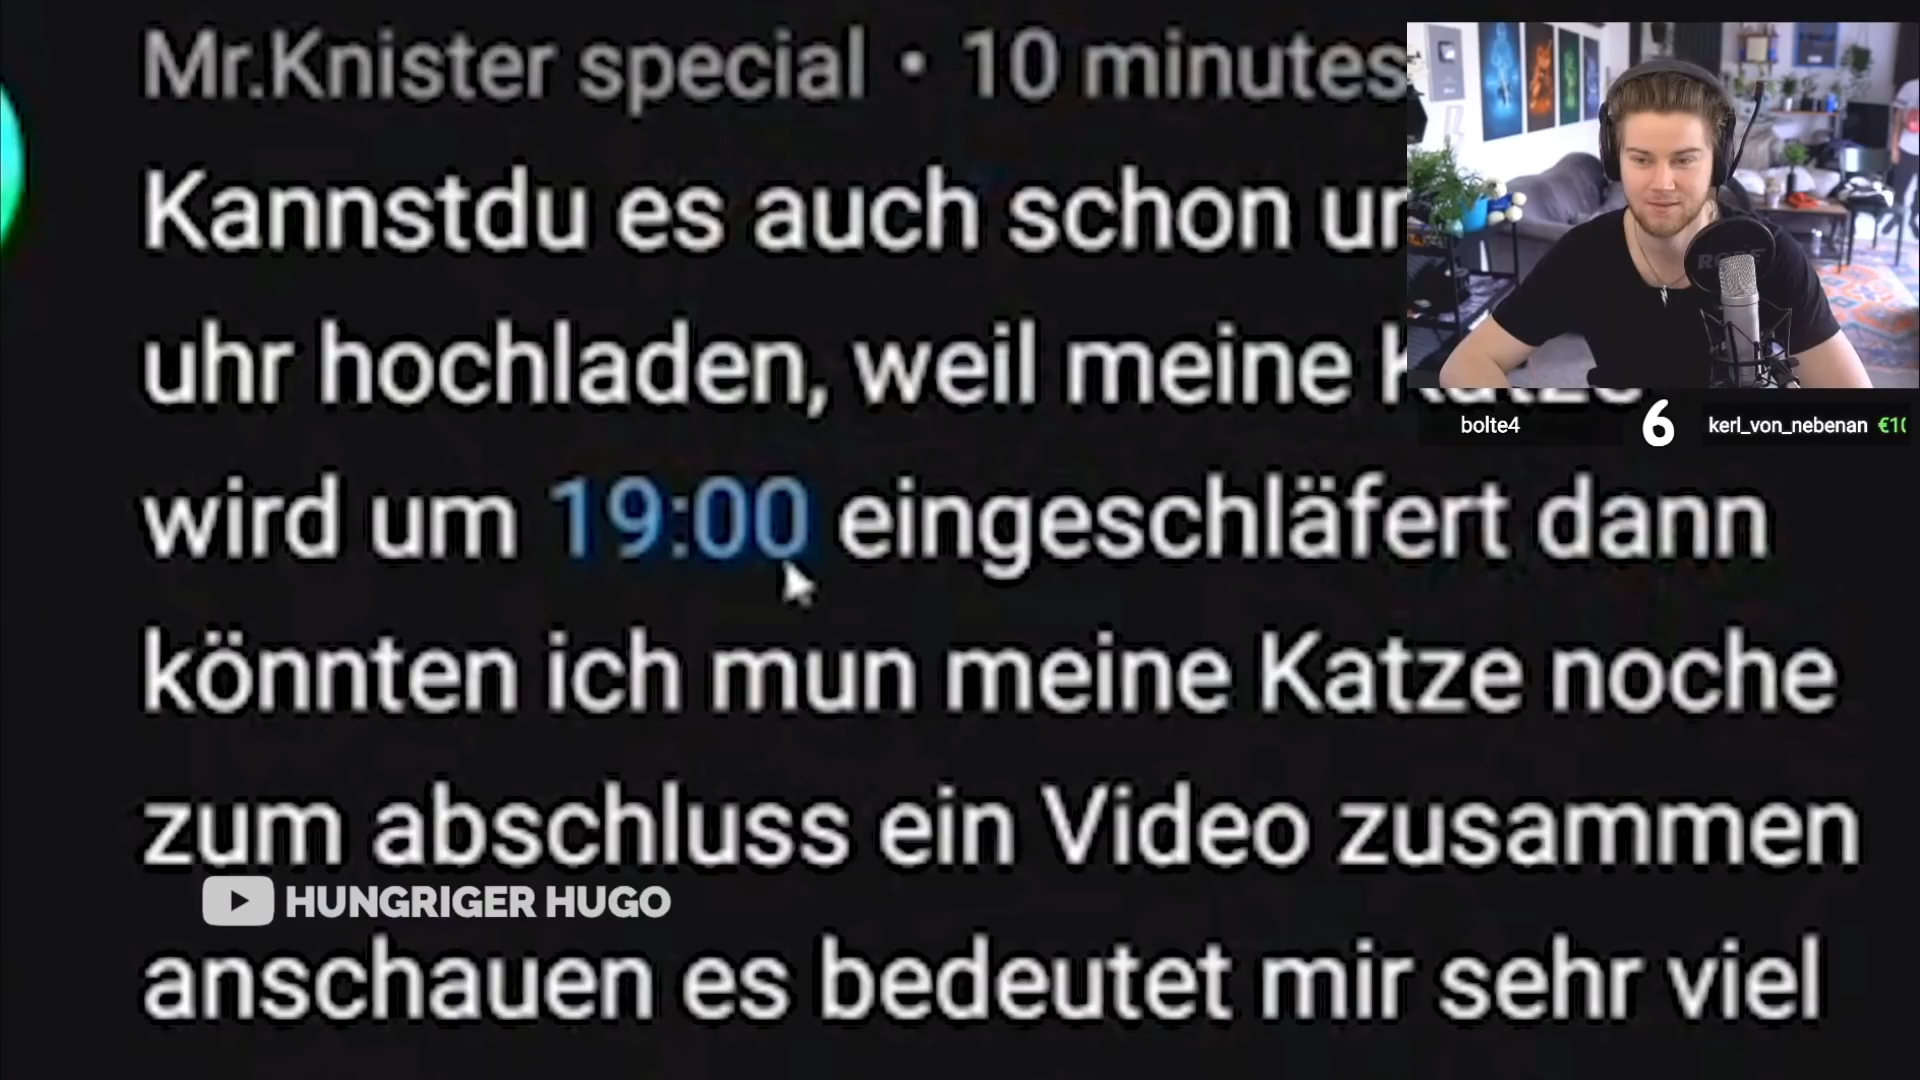 Mr.Knister special • 10 minutes
Kannstdu es auch schon
uhr hochladen, weil meine Katze
bolte4
6
kerl_von_nebenan €10
wird um 19:00 eingeschläfert dann
könnten ich mun meine Katze noche
zum abschluss ein Video zusammen
HUNGRIGER HUGO
anschauen es bedeutet mir sehr viel